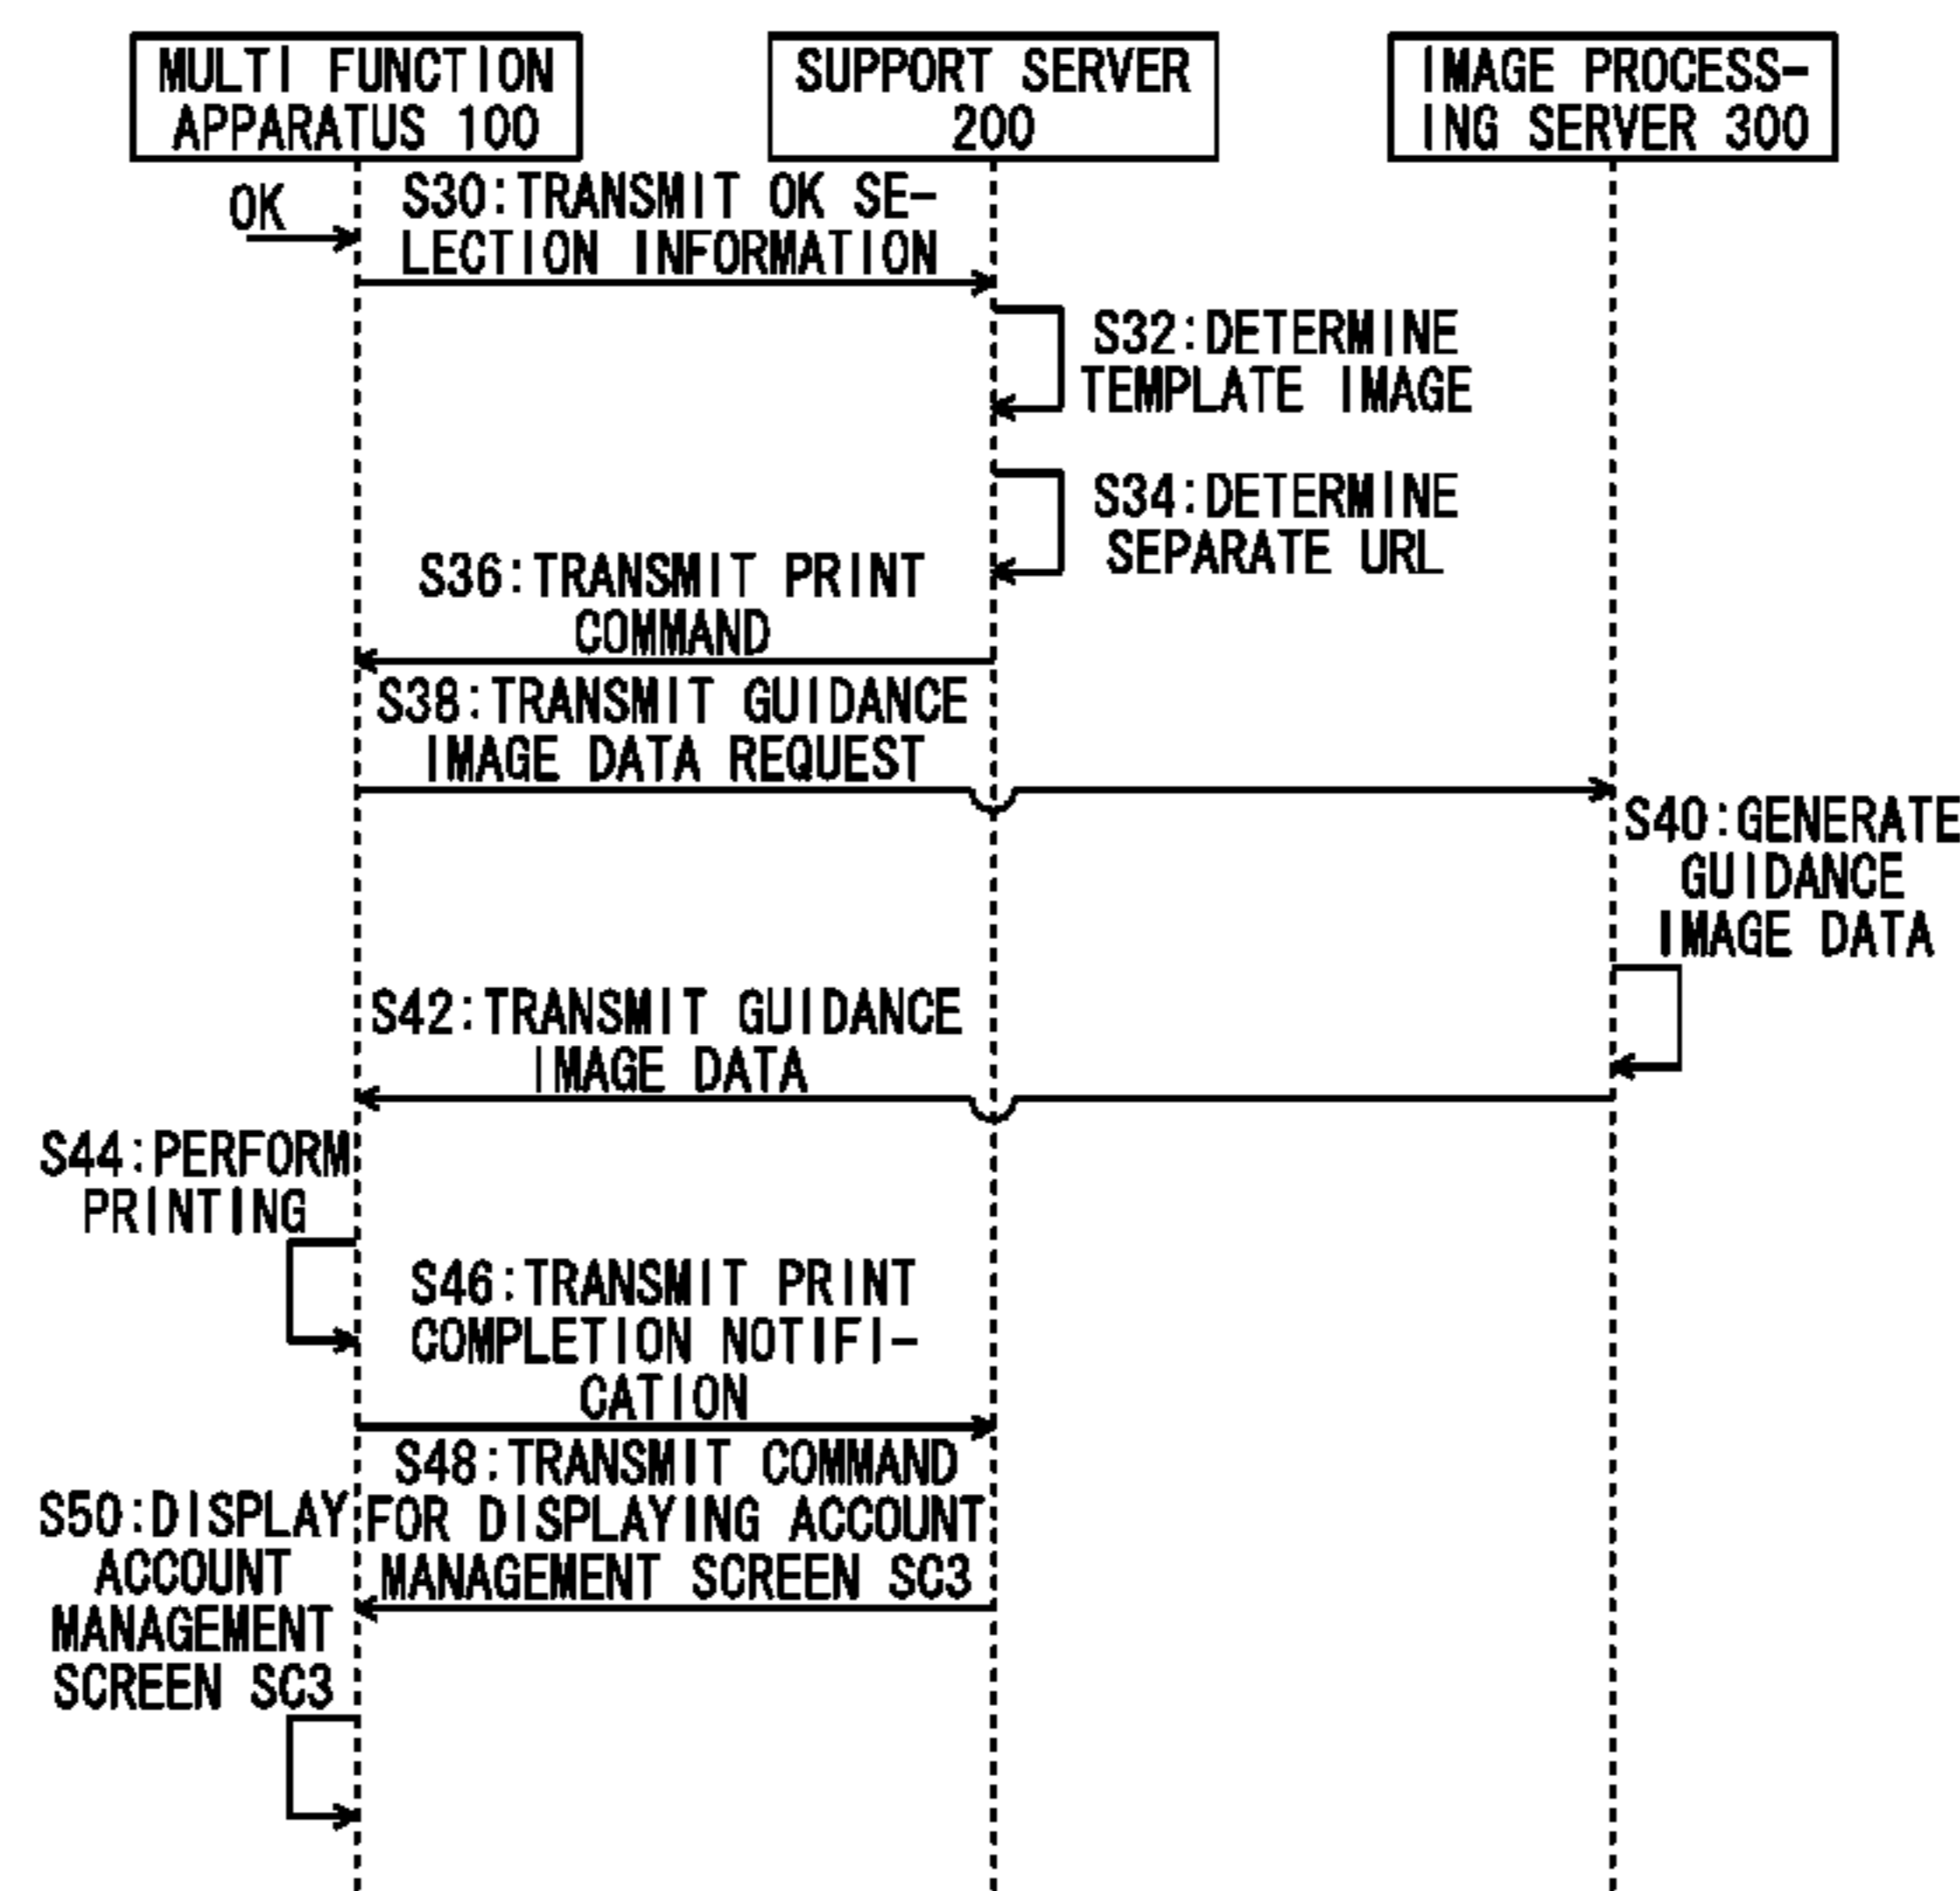 MULTI FUNCTION
APPARATUS 100
SUPPORT SERVER
200
IMAGE PROCESS-
ING SERVER 300
OK
S30:TRANSMIT OK SE-
LECTION INFORMATION
S32:DETERMINE
TEMPLATE IMAGE
S34:DETERMINE
SEPARATE URL
S36:TRANSMIT PRINT
COMMAND
S38:TRANSMIT GUIDANCE
IMAGE DATA REQUEST
S40:GENERATE
GUIDANCE
IMAGE DATA
S42:TRANSMIT GUIDANCE
IMAGE DATA
S44:PERFORM
PRINTING
S46:TRANSMIT PRINT
COMPLETION NOTIFI-
CATION
S48:TRANSMIT COMMAND
FOR DISPLAYING ACCOUNT
MANAGEMENT SCREEN SC3
S50:DISPLAY
ACCOUNT
MANAGEMENT
SCREEN SC3